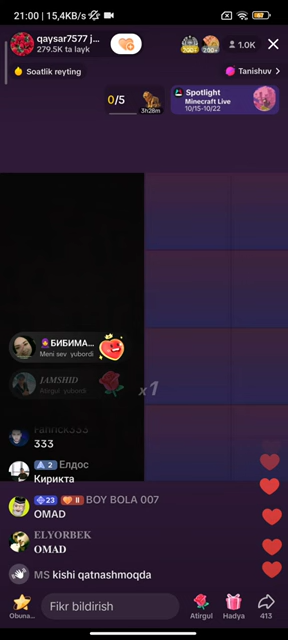 21:00 | 15,4KB/s
qaysar7577 j...
279.5K ta layk
1.0K
Soatlik reyting
Tanishuv >
0/5
3h28m
Spotlight
Minecraft Live
10/15-10/22
БИБИМА...
Meni sev yubordi
JAMSHID
Atirgul yubordi
x1
Fahrick333
333
2 Елдос
Кирикта
23 II BOY BOLA 007
OMAD
ELYORBEK
OMAD
MS kishi qatnashmoqda
Obuna...
Fikr bildirish
Atirgul
Hadya
413